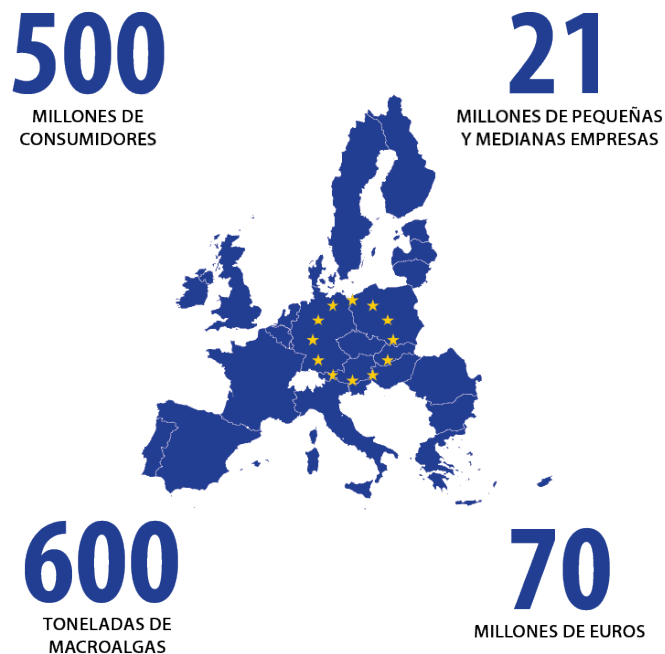 500
MILLONES DE
CONSUMIDORES
21
MILLONES DE PEQUEÑAS
Y MEDIANAS EMPRESAS
600
TONELADAS DE
MACROALGAS
70
MILLONES DE EUROS